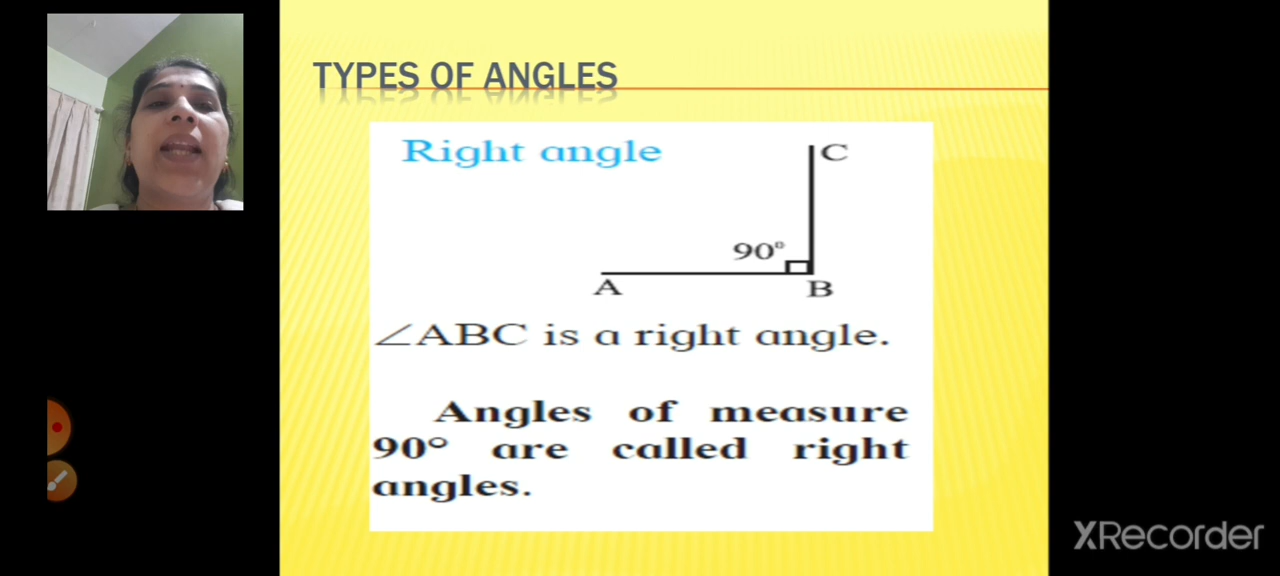 TYPES OF ANGLES
Right angle
C
90°
A
B
∠ABC is a right angle.
Angles of measure
90° are called right
angles.
XRecorder